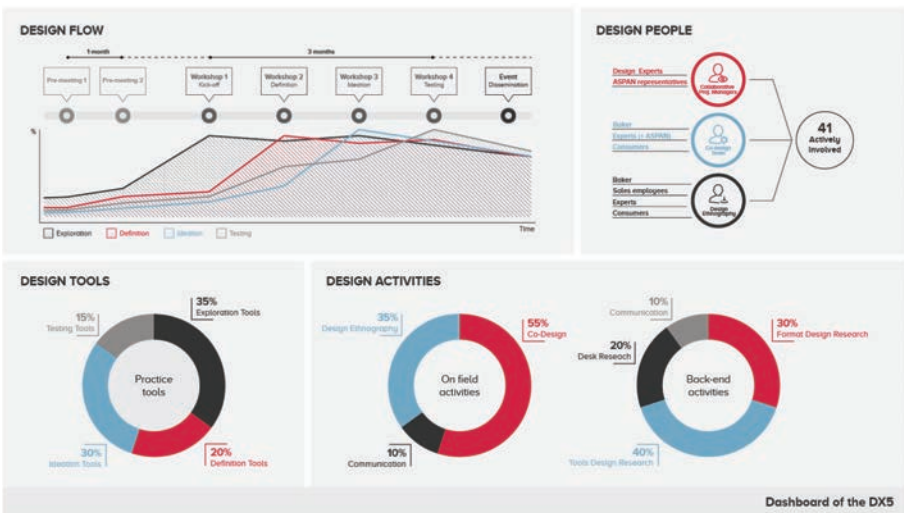 DESIGN FLOW
1 month
3 months
Pre-meeting 1
Pre-meeting 2
Workshop 1
Kick-off
Workshop 2
Definition
Workshop 3
Ideation
Workshop 4
Testing
Event
Dissemination
%
Time
Exploration
Definition
Ideation
Testing
DESIGN PEOPLE
Design Experts
ASPAN representatives
Collaborative
Proj. Managers
Baker
Experts (+ ASPAN)
Consumers
Co-Design
Team
Baker
Sales employees
Experts
Consumers
Design
Ethnography
41
Actively
Involved
DESIGN TOOLS
35%
Exploration Tools
15%
Testing Tools
Practice
tools
30%
Ideation Tools
20%
Definition Tools
DESIGN ACTIVITIES
35%
Design Ethnography
55%
Co-Design
On field
activities
10%
Communication
10%
Communication
30%
Format Design Research
20%
Desk Reseach
Back-end
activities
40%
Tools Design Research
Dashboard of the DX5